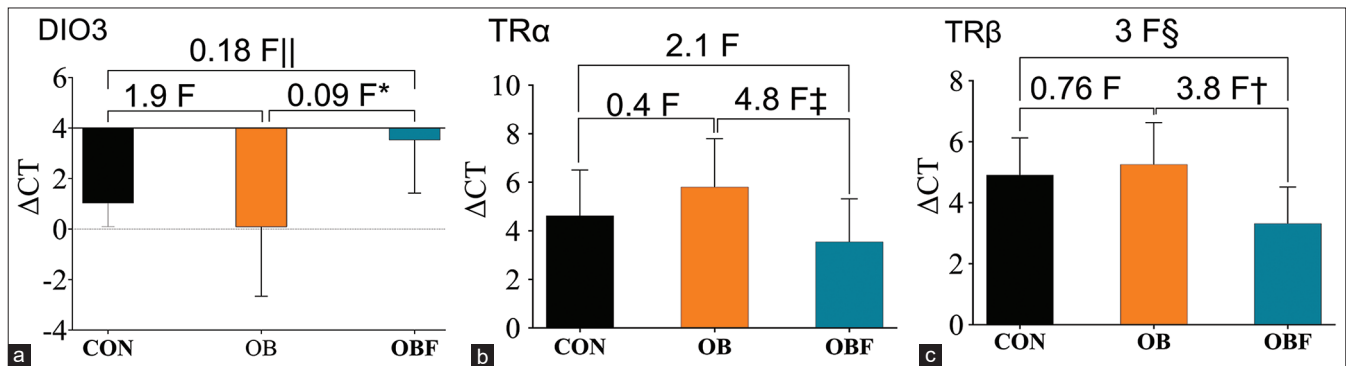 DIO3
0.18 F||
1.9 F
0.09 F*
ΔCT
6
4
2
0
-2
-4
CON
OB
OBF
a
TRα
2.1 F
0.4 F
4.8 F‡
ΔCT
10
8
6
4
2
0
CON
OB
OBF
b
TRβ
3 F§
0.76 F
3.8 F†
ΔCT
8
6
4
2
0
CON
OB
OBF
c